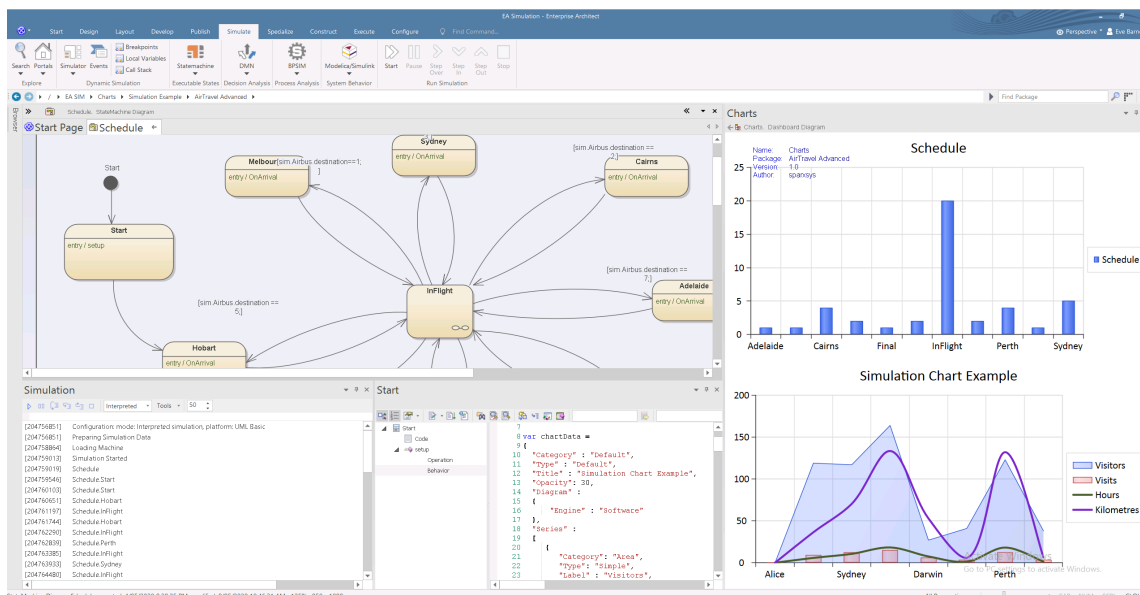 EA Simulation - Enterprise Architect
Start Design Layout Develop Publish Simulate Specialize Construct Execute Configure Find Command...
Perspective Eve Barn
Search Portals Simulator Events Breakpoints Local Variables Call Stack Statemachine DMN BPSIM Modelica/Simulink Start Pause Step Over Step In Step Out Stop
Explore Dynamic Simulation Executable States Decision Analysis Process Analysis System Behavior Run Simulation
/ EA SIM Charts Simulation Example AirTravel Advanced Find Package
Browser
Schedule. StateMachine Diagram
Start Page Schedule
Start
Start
entry / setup
Melbour
[sim.Airbus.destination==1;
]
entry / OnArrival
Sydney
entry / OnArrival
[sim.Airbus.destination ==
2;]
Cairns
entry / OnArrival
[sim.Airbus.destination ==
7;]
Adelaide
entry / OnArrival
InFlight
[sim.Airbus.destination ==
5;]
Hobart
entry / OnArrival
Charts
Charts. Dashboard Diagram
Name: Charts
Package: AirTravel Advanced
Version: 1.0
Author: sparxsys
Schedule
25
20
15
10
5
0
Adelaide Cairns Final InFlight Perth Sydney
Schedule
Simulation Chart Example
200
150
100
50
0
Alice Sydney Darwin Perth
Visitors
Visits
Hours
Kilometres
Go to PC settings to activate Windows.
Simulation
Interpreted Tools 50
[204756851] Configuration: mode: Interpreted simulation; platform: UML Basic
[204756851] Preparing Simulation Data
[204758864] Loading Machine
[204759013] Simulation Started
[204759019] Schedule
[204759546] Schedule.Start
[204760103] Schedule.Start
[204760651] Schedule.Hobart
[204761197] Schedule.InFlight
[204761744] Schedule.Hobart
[204762290] Schedule.InFlight
[204762839] Schedule.Perth
[204763385] Schedule.InFlight
[204763933] Schedule.Sydney
[204764480] Schedule.InFlight
Start
Start
Code
setup
Operation
Behavior
7
8 var chartData =
9 {
10 "Category" : "Default",
11 "Type" : "Default",
12 "Title" : "Simulation Chart Example",
13 "Opacity": 30,
14 "Diagram" :
15 {
16 "Engine" : "Software"
17 },
18 "Series" :
19 [
20 {
21 "Category": "Area",
22 "Type": "Simple",
23 "Label" : "Visitors",